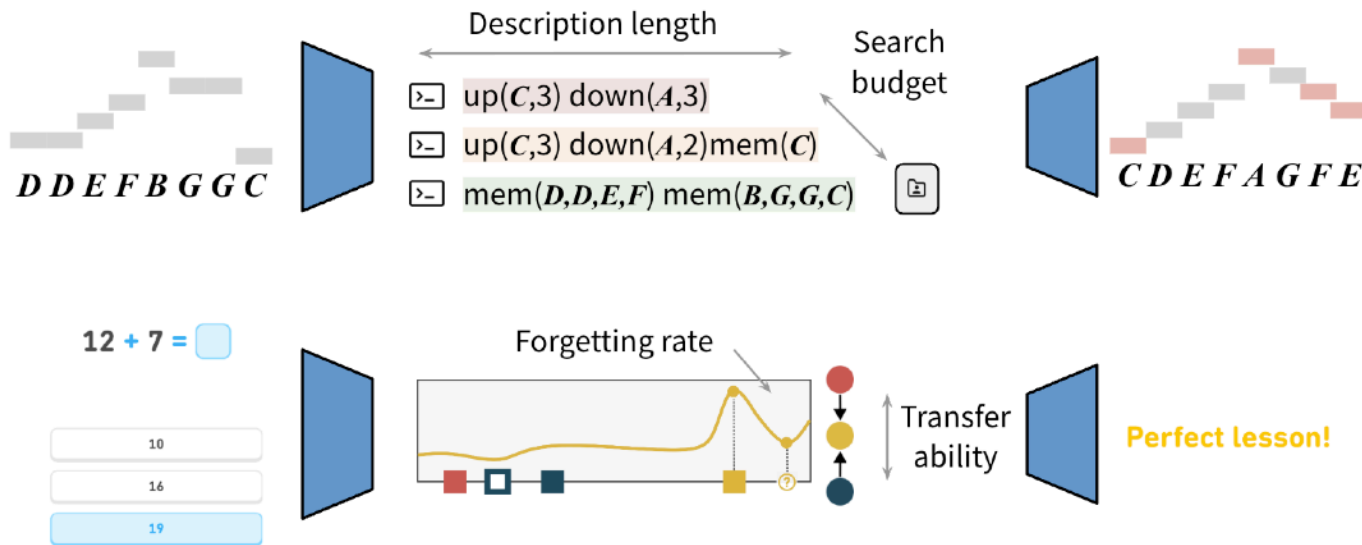 Description length
Search
budget
up(C,3) down(A,3)
up(C,3) down(A,2)mem(C)
mem(D,D,E,F) mem(B,G,G,C)
D D E F B G G C
C D E F A G F E
12 + 7 =
10
16
19
Forgetting rate
?
Transfer
ability
Perfect lesson!